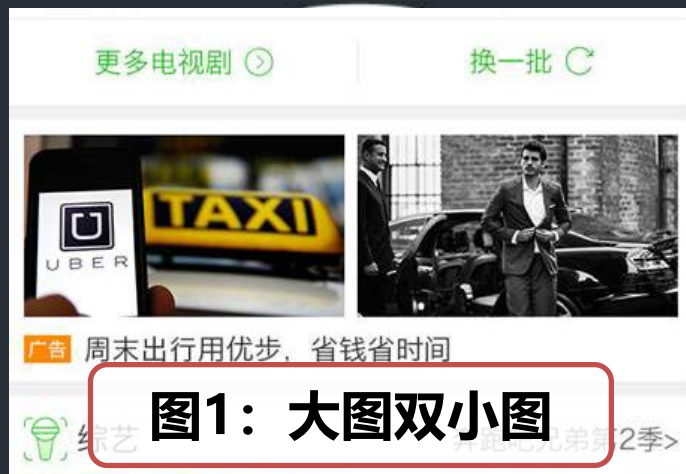 更多电视剧 换一批
TAXI
UBER
广告 周末出行用优步，省钱省时间
图1：大图双小图
综艺 奔跑吧兄弟第2季>